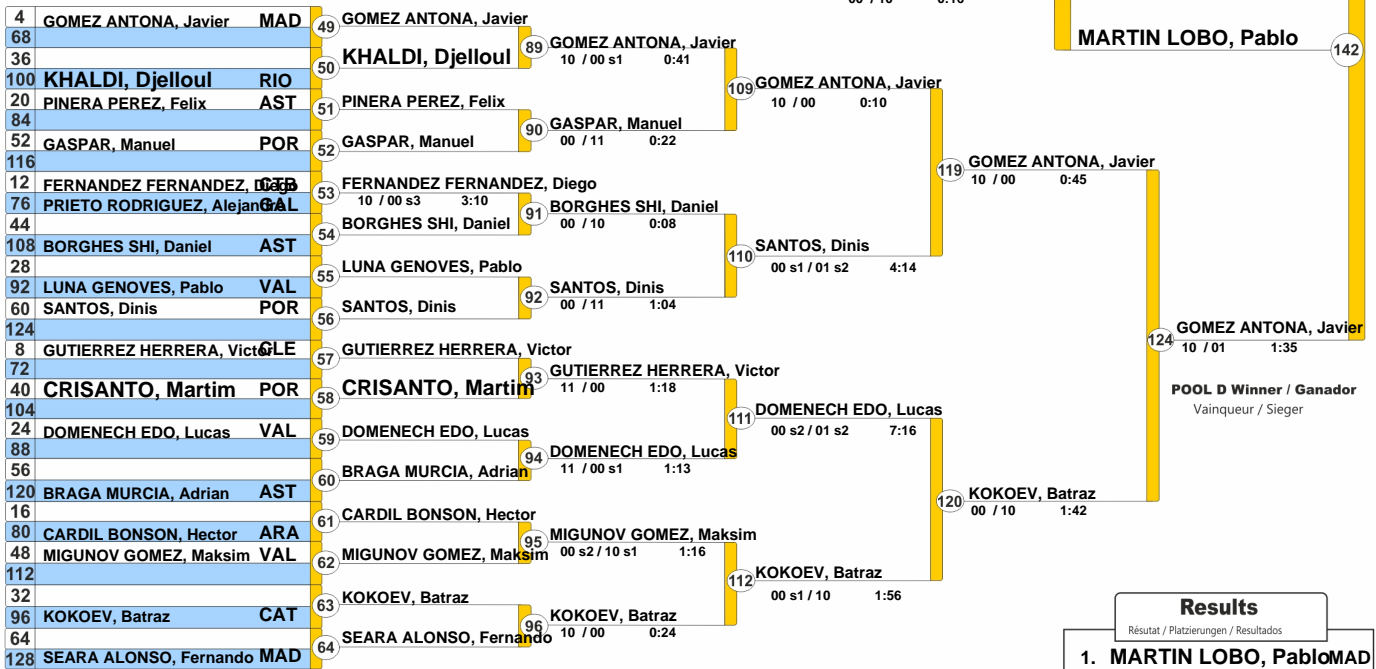 4 GOMEZ ANTONA, Javier MAD
68
36
100 KHALDI, Djelloul RIO
20 PINERA PEREZ, Felix AST
84
52 GASPAR, Manuel POR
116
12 FERNANDEZ FERNANDEZ, Diego CTB
76 PRIETO RODRIGUEZ, Alejandro GAL
44
108 BORGHES SHI, Daniel AST
28
92 LUNA GENOVES, Pablo VAL
60 SANTOS, Dinis POR
124
8 GUTIERREZ HERRERA, Victor CLE
72
40 CRISANTO, Martim POR
104
24 DOMENECH EDO, Lucas VAL
88
56
120 BRAGA MURCIA, Adrian AST
16
80 CARDIL BONSON, Hector ARA
48 MIGUNOV GOMEZ, Maksim VAL
112
32
96 KOKOEV, Batraz CAT
64
128 SEARA ALONSO, Fernando MAD
49 GOMEZ ANTONA, Javier
50 KHALDI, Djelloul
51 PINERA PEREZ, Felix
52 GASPAR, Manuel
53 FERNANDEZ FERNANDEZ, Diego
10 / 00 s3 3:10
54 BORGHES SHI, Daniel
55 LUNA GENOVES, Pablo
56 SANTOS, Dinis
57 GUTIERREZ HERRERA, Victor
58 CRISANTO, Martim
59 DOMENECH EDO, Lucas
60 BRAGA MURCIA, Adrian
61 CARDIL BONSON, Hector
62 MIGUNOV GOMEZ, Maksim
63 KOKOEV, Batraz
64 SEARA ALONSO, Fernando
89 GOMEZ ANTONA, Javier
10 / 00 s1 0:41
90 GASPAR, Manuel
00 / 11 0:22
91 BORGHES SHI, Daniel
00 / 10 0:08
92 SANTOS, Dinis
00 / 11 1:04
93 GUTIERREZ HERRERA, Victor
11 / 00 1:18
94 DOMENECH EDO, Lucas
11 / 00 s1 1:13
95 MIGUNOV GOMEZ, Maksim
00 s2 / 10 s1 1:16
96 KOKOEV, Batraz
10 / 00 0:24
109 GOMEZ ANTONA, Javier
10 / 00 0:10
110 SANTOS, Dinis
00 s1 / 01 s2 4:14
111 DOMENECH EDO, Lucas
00 s2 / 01 s2 7:16
112 KOKOEV, Batraz
00 s1 / 10 1:56
119 GOMEZ ANTONA, Javier
10 / 00 0:45
120 KOKOEV, Batraz
00 / 10 1:42
MARTIN LOBO, Pablo 142
124 GOMEZ ANTONA, Javier
10 / 01 1:35
POOL D Winner / Ganador
Vainqueur / Sieger
Results
Résutat / Platzierungen / Resultados
1. MARTIN LOBO, Pablo MAD